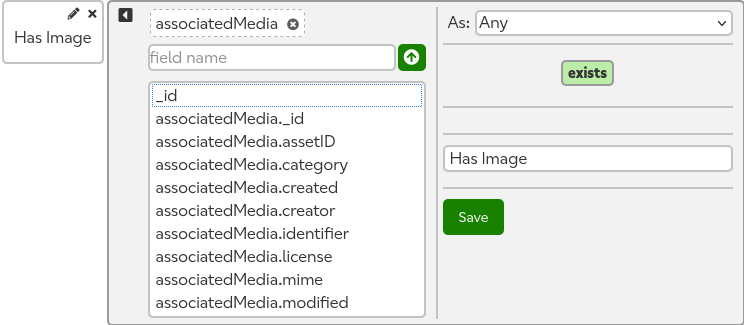 Has Image
associatedMedia
field name
_id
associatedMedia._id
associatedMedia.assetID
associatedMedia.category
associatedMedia.created
associatedMedia.creator
associatedMedia.identifier
associatedMedia.license
associatedMedia.mime
associatedMedia.modified
As: Any
exists
Has Image
Save